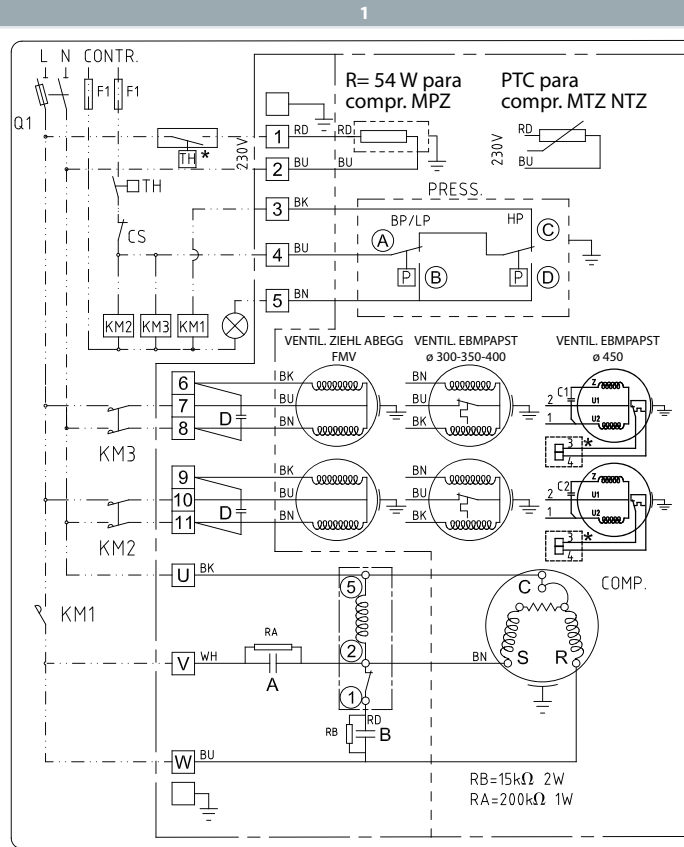 1
L N CONTR.
F1 F1
Q1
R= 54 W para
compr. MPZ
PTC para
compr. MTZ NTZ
230V
1 RD RD
2 BU BU
TH *
230V
RD
BU
TH
PRESS.
3 BK
BP/LP HP
A C
CS
4 BU
P B P D
5 BN
KM2 KM3 KM1
VENTIL. ZIEHL ABEGG
FMV
VENTIL. EBMPAPST
ø 300-350-400
VENTIL. EBMPAPST
ø 450
6 BK BN
7 BU BU
8 D BN BK
C1 Z
2 U1
1 U2
3 *
4
KM3
9 BK BN
10 BU BU
11 D BN BK
C2 Z
2 U1
1 U2
3 *
4
KM2
U BK
5
C COMP.
KM1
RA
V WH
2
BN S R
A
1
RD
RB B
W BU
RB=15kΩ 2W
RA=200kΩ 1W